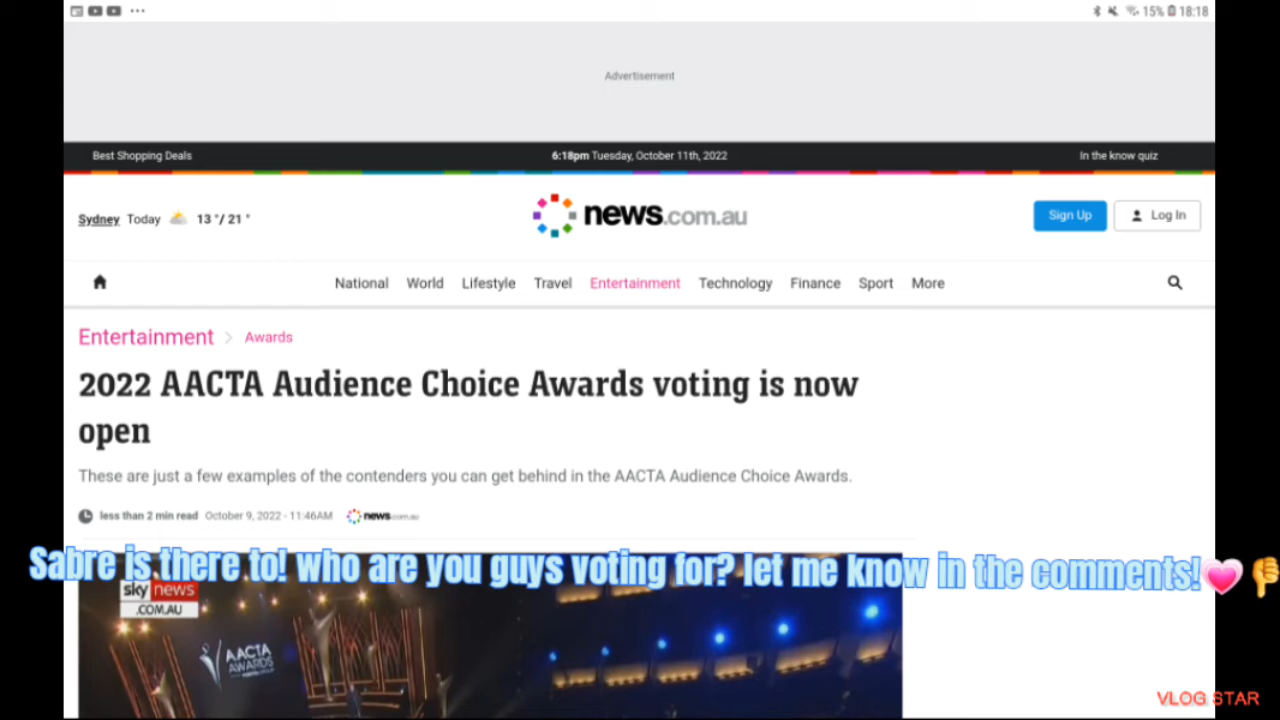 15% 18:18
Advertisement
Best Shopping Deals
6:18pm Tuesday, October 11th, 2022
In the know quiz
Sydney Today 13 °/ 21 °
news.com.au
Sign Up
Log In
National World Lifestyle Travel Entertainment Technology Finance Sport More
Entertainment > Awards
2022 AACTA Audience Choice Awards voting is now
open
These are just a few examples of the contenders you can get behind in the AACTA Audience Choice Awards.
less than 2 min read October 9, 2022 - 11:46AM news.com.au
Sabre is there to! who are you guys voting for? let me know in the comments!💗👎
sky news
.COM.AU
AACTA
AWARDS
VLOG STAR